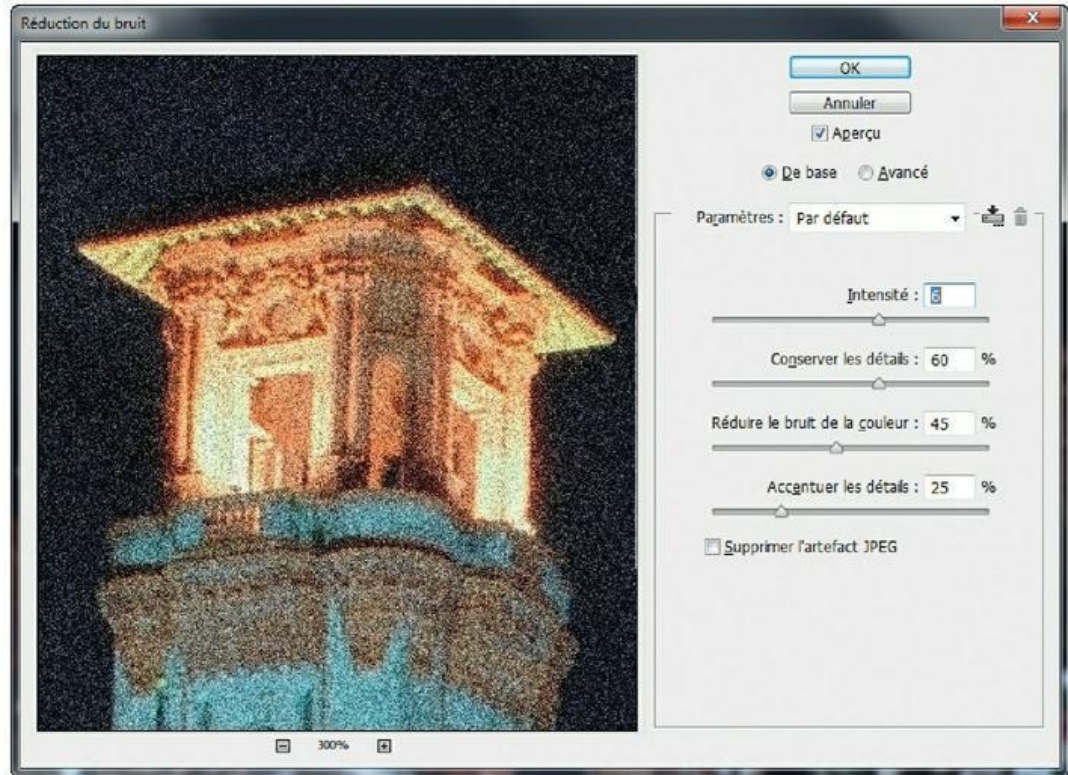 Réduction du bruit
OK
Annuler
Aperçu
De base Avancé
Paramètres : Par défaut
Intensité : 6
Conserver les détails : 60 %
Réduire le bruit de la couleur : 45 %
Accentuer les détails : 25 %
Supprimer l'artefact JPEG
300%